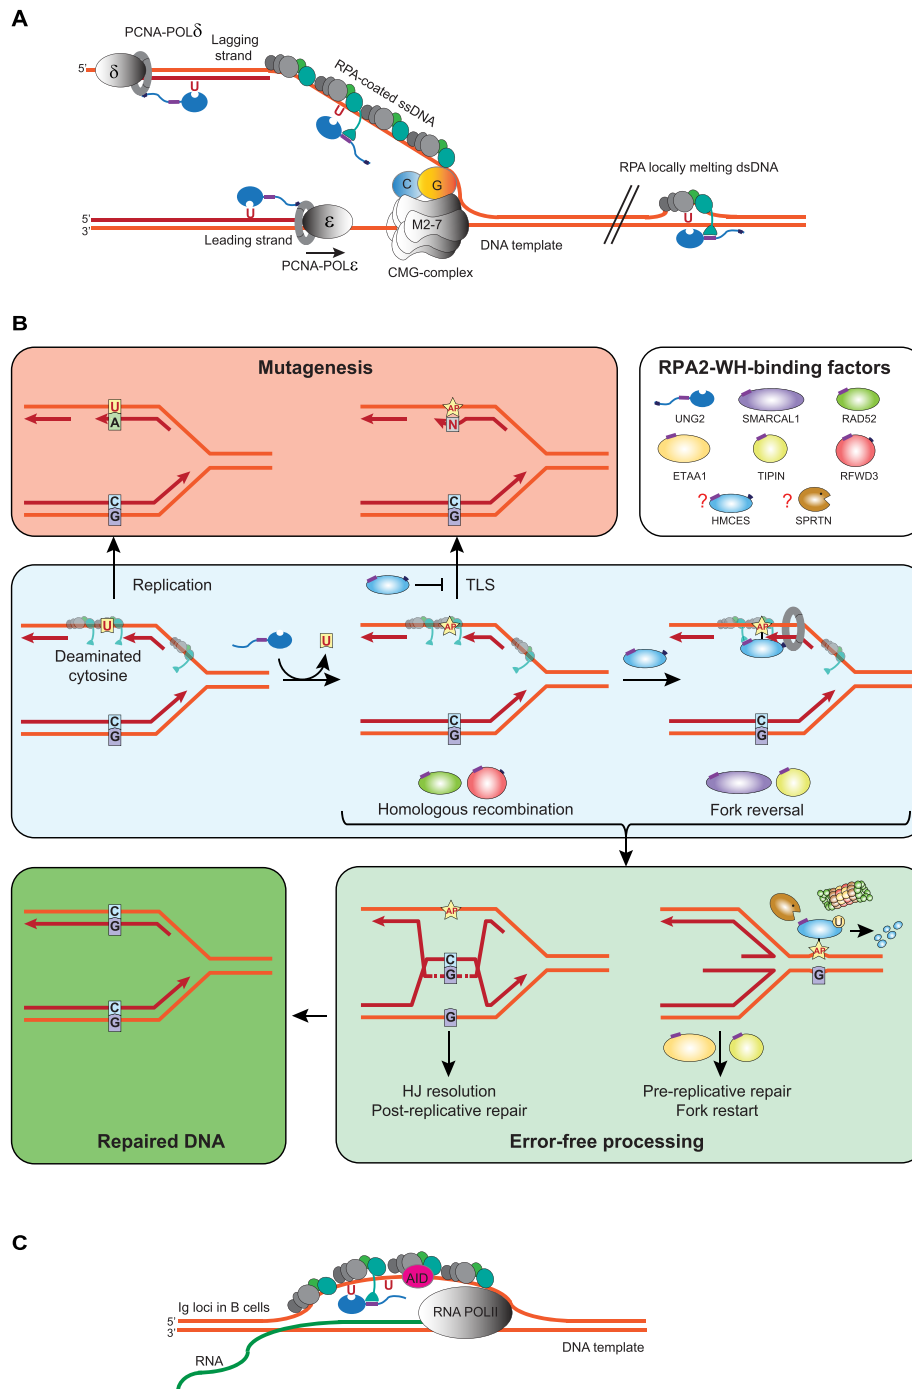 A
PCNA-POLδ
Lagging
strand
5'
δ
U
RPA-coated ssDNA
U
RPA locally melting dsDNA
C
G
U
ε
M2-7
5'
3'
U
Leading strand
DNA template
PCNA-POLε
CMG-complex
B
Mutagenesis
RPA2-WH-binding factors
U
A
AP
N
C
G
C
G
UNG2
SMARCAL1
RAD52
ETAA1
TIPIN
RFWD3
?
HMCES
?
SPRTN
Replication
TLS
U
Deaminated
cytosine
U
AP
AP
C
G
C
G
C
G
Homologous recombination
Fork reversal
C
G
C
G
Repaired DNA
AP
C
G
G
U
AP
G
HJ resolution
Post-replicative repair
Pre-replicative repair
Fork restart
Error-free processing
C
AID
U
U
Ig loci in B cells
RNA POLII
5'
3'
RNA
DNA template